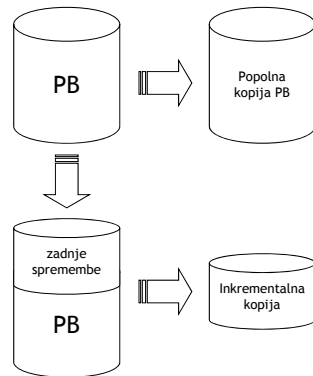 PB
Popolna
kopija PB
zadnje
spremembe
PB
Inkrementalna
kopija